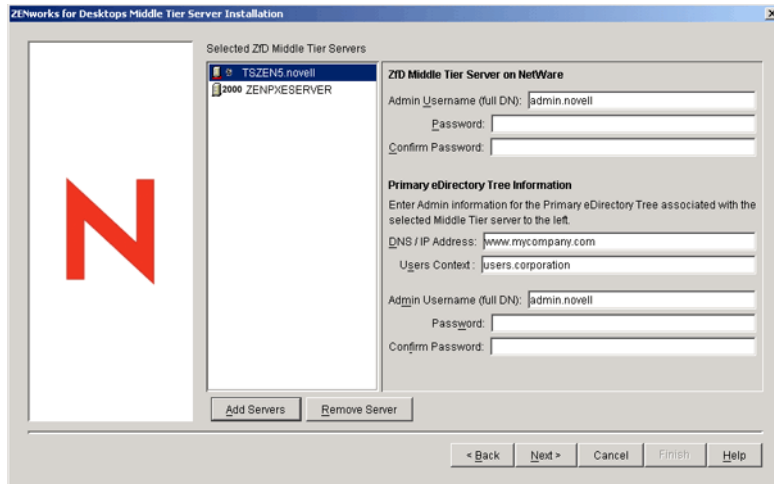 ZENworks for Desktops Middle Tier Server Installation
Selected ZfD Middle Tier Servers
TSZEN5.novell
2000 ZENPXESERVER
ZfD Middle Tier Server on NetWare
Admin Username (full DN): admin.novell
Password:
Confirm Password:
Primary eDirectory Tree Information
Enter Admin information for the Primary eDirectory Tree associated with the
selected Middle Tier server to the left.
DNS / IP Address: www.mycompany.com
Users Context : users.corporation
Admin Username (full DN): admin.novell
Password:
Confirm Password:
Add Servers Remove Server
< Back Next > Cancel Finish Help
N